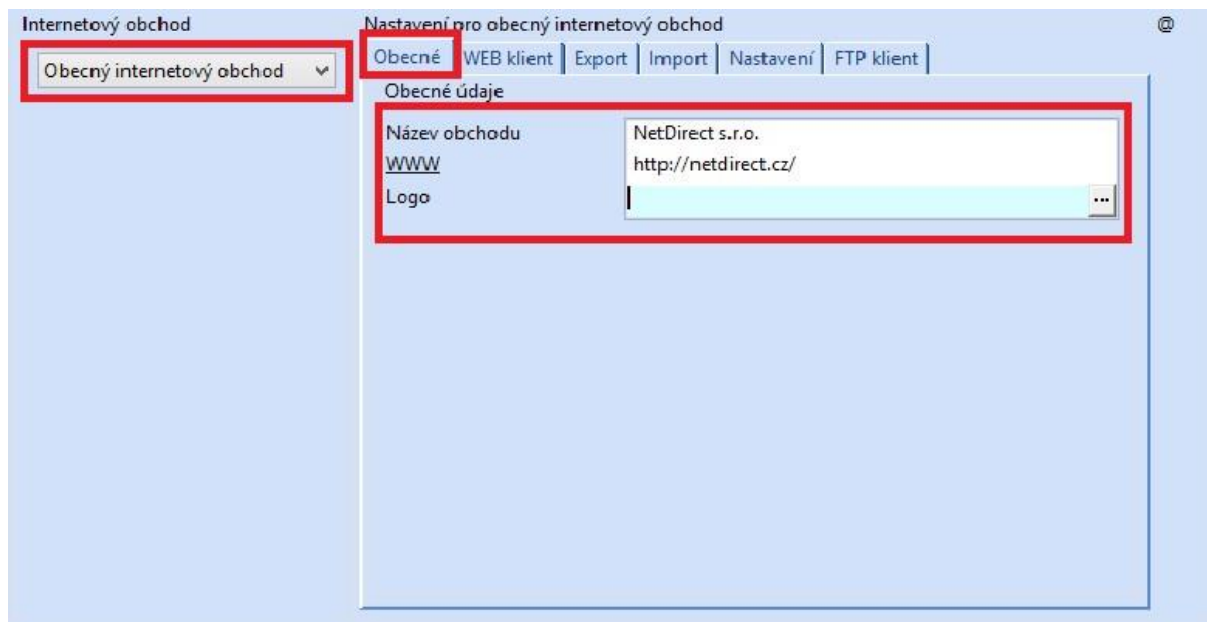 Internetový obchod
Obecný internetový obchod
Nastavení pro obecný internetový obchod @
Obecné WEB klient Export Import Nastavení FTP klient
Obecné údaje
Název obchodu NetDirect s.r.o.
WWW http://netdirect.cz/
Logo ...